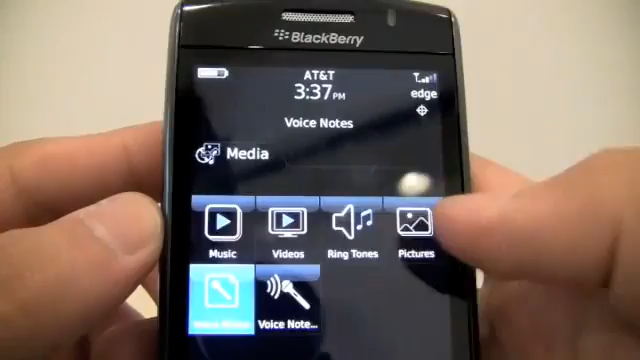 BlackBerry
AT&T
3:37PM
edge
Voice Notes
Media
Music Videos Ring Tones Pictures
Voice Note...